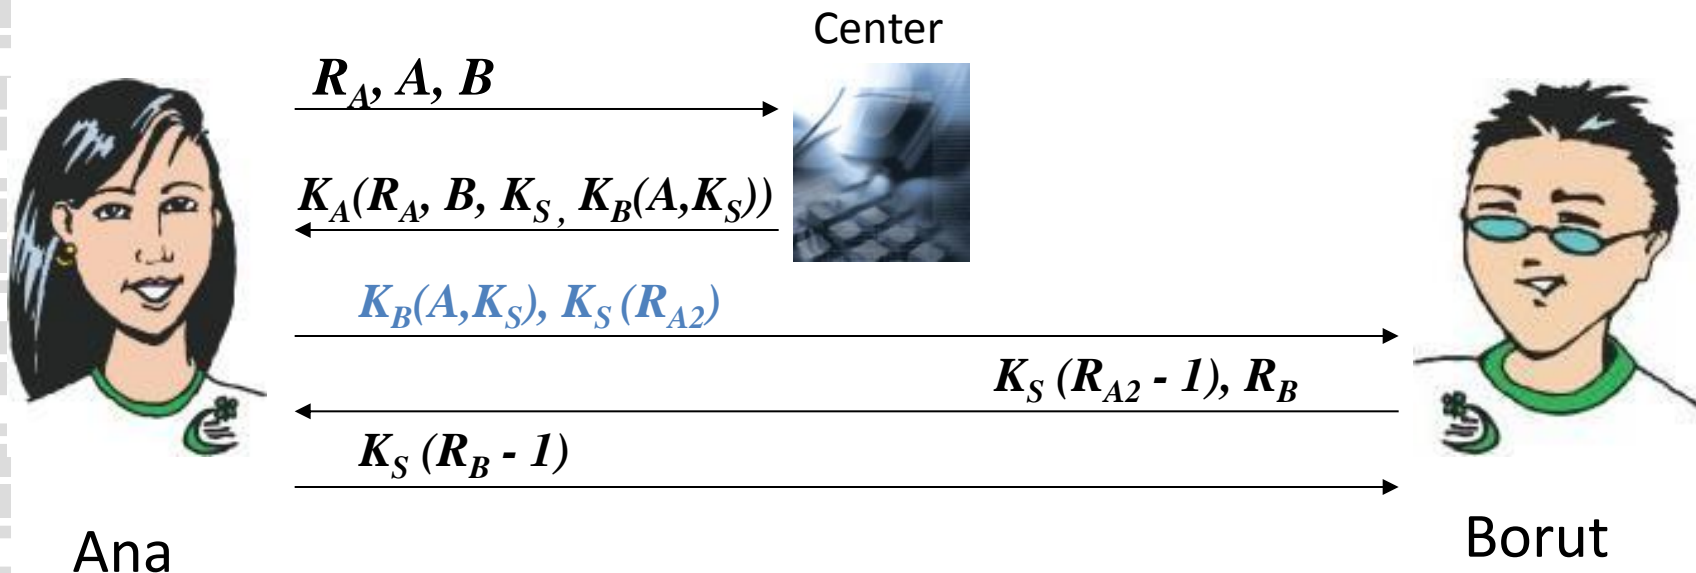 Center
R_A, A, B
K_A(R_A, B, K_S, K_B(A,K_S))
K_B(A,K_S), K_S (R_A2)
K_S (R_A2 - 1), R_B
K_S (R_B - 1)
Ana
Borut